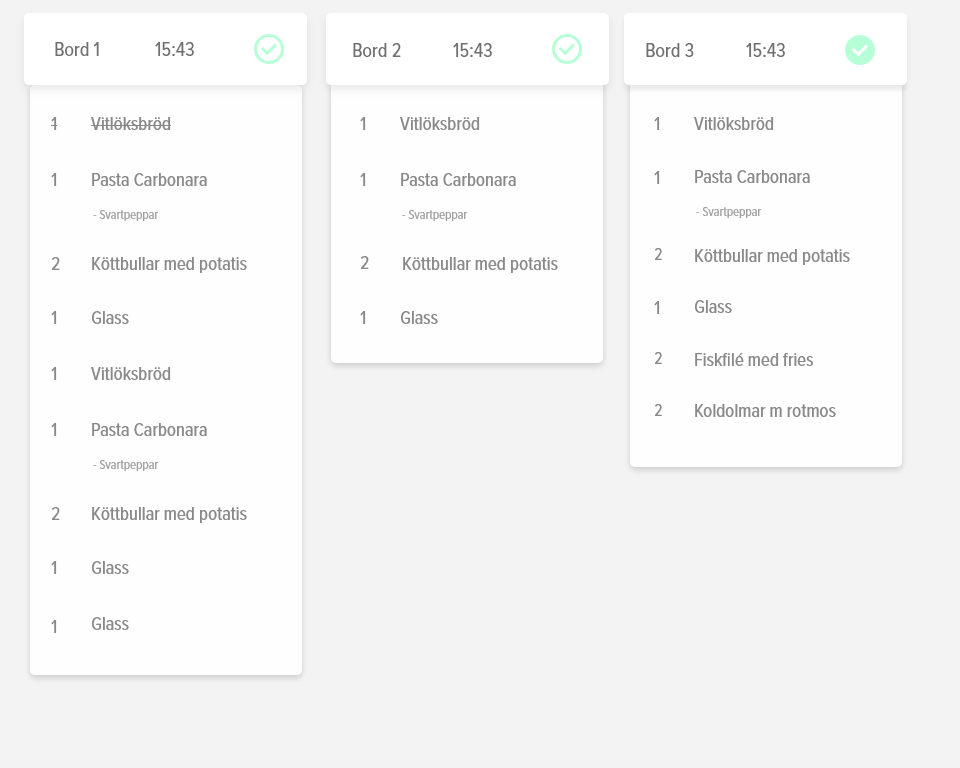 Bord 1 15:43
1 Vitlöksbröd
1 Pasta Carbonara
- Svartpeppar
2 Köttbullar med potatis
1 Glass
1 Vitlöksbröd
1 Pasta Carbonara
- Svartpeppar
2 Köttbullar med potatis
1 Glass
1 Glass
Bord 2 15:43
1 Vitlöksbröd
1 Pasta Carbonara
- Svartpeppar
2 Köttbullar med potatis
1 Glass
Bord 3 15:43
1 Vitlöksbröd
1 Pasta Carbonara
- Svartpeppar
2 Köttbullar med potatis
1 Glass
2 Fiskfilé med fries
2 Koldolmar m rotmos